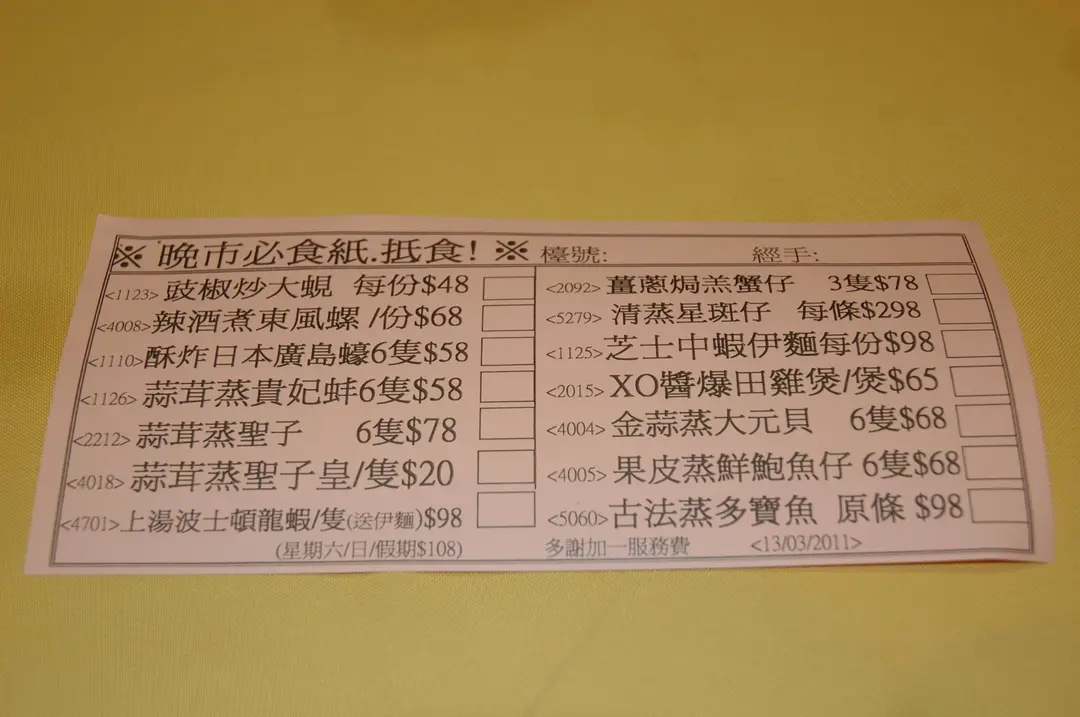 ※ 晚市必食紙.抵食! ※ 檯號: 經手:
<1123> 豉椒炒大蜆 每份$48
<4008> 辣酒煮東風螺 /份$68
<1110> 酥炸日本廣島蠔6隻$58
<1126> 蒜茸蒸貴妃蚌6隻$58
<2212> 蒜茸蒸聖子 6隻$78
<4018> 蒜茸蒸聖子皇/隻$20
<4701> 上湯波士頓龍蝦/隻(送伊麵)$98
(星期六/日/假期$108)
<2092> 薑蔥焗羔蟹仔 3隻$78
<5279> 清蒸星斑仔 每條$298
<1125> 芝士中蝦伊麵每份$98
<2015> XO醬爆田雞煲/煲$65
<4004> 金蒜蒸大元貝 6隻$68
<4005> 果皮蒸鮮鮑魚仔 6隻$68
<5060> 古法蒸多寶魚 原條 $98
多謝加一服務費 <13/03/2011>